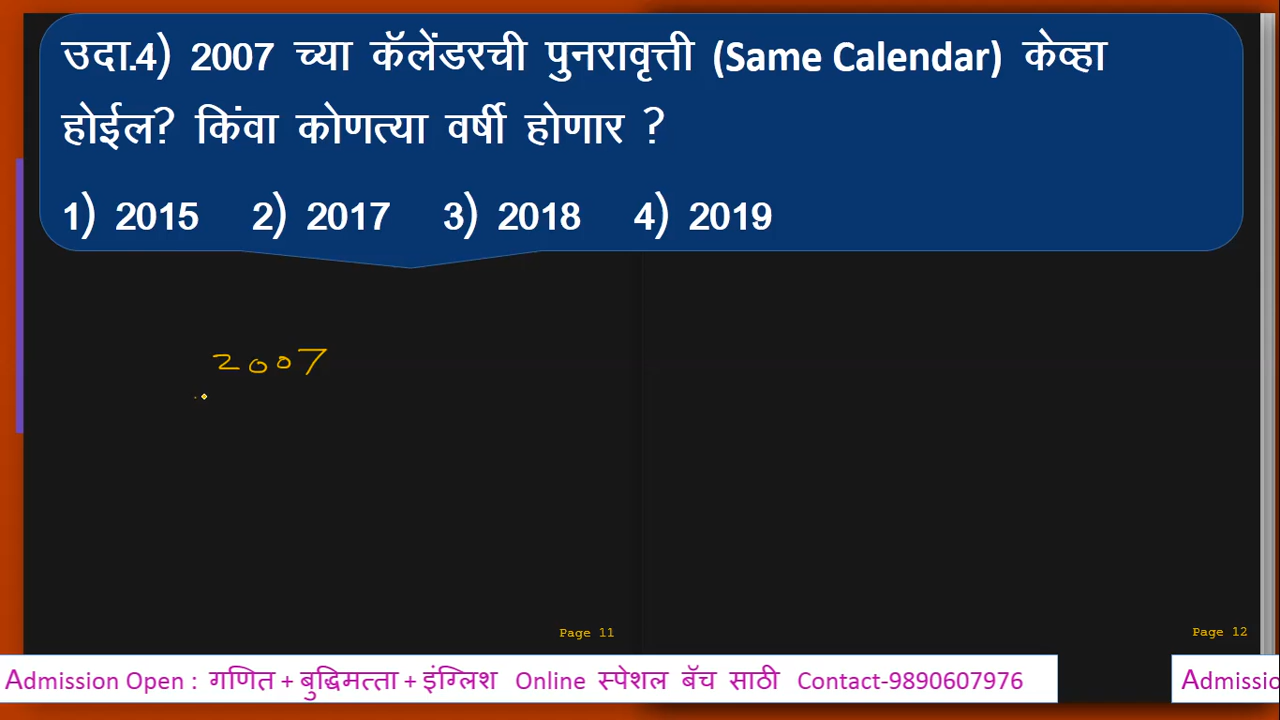 उदा.4) 2007 च्या कॅलेंडरची पुनरावृत्ती (Same Calendar) केव्हा
होईल? किंवा कोणत्या वर्षी होणार ?
1) 2015 2) 2017 3) 2018 4) 2019
2007
Page 11
Page 12
Admission Open : गणित + बुद्धिमत्ता + इंग्लिश Online स्पेशल बॅच साठी Contact-9890607976
Admissio